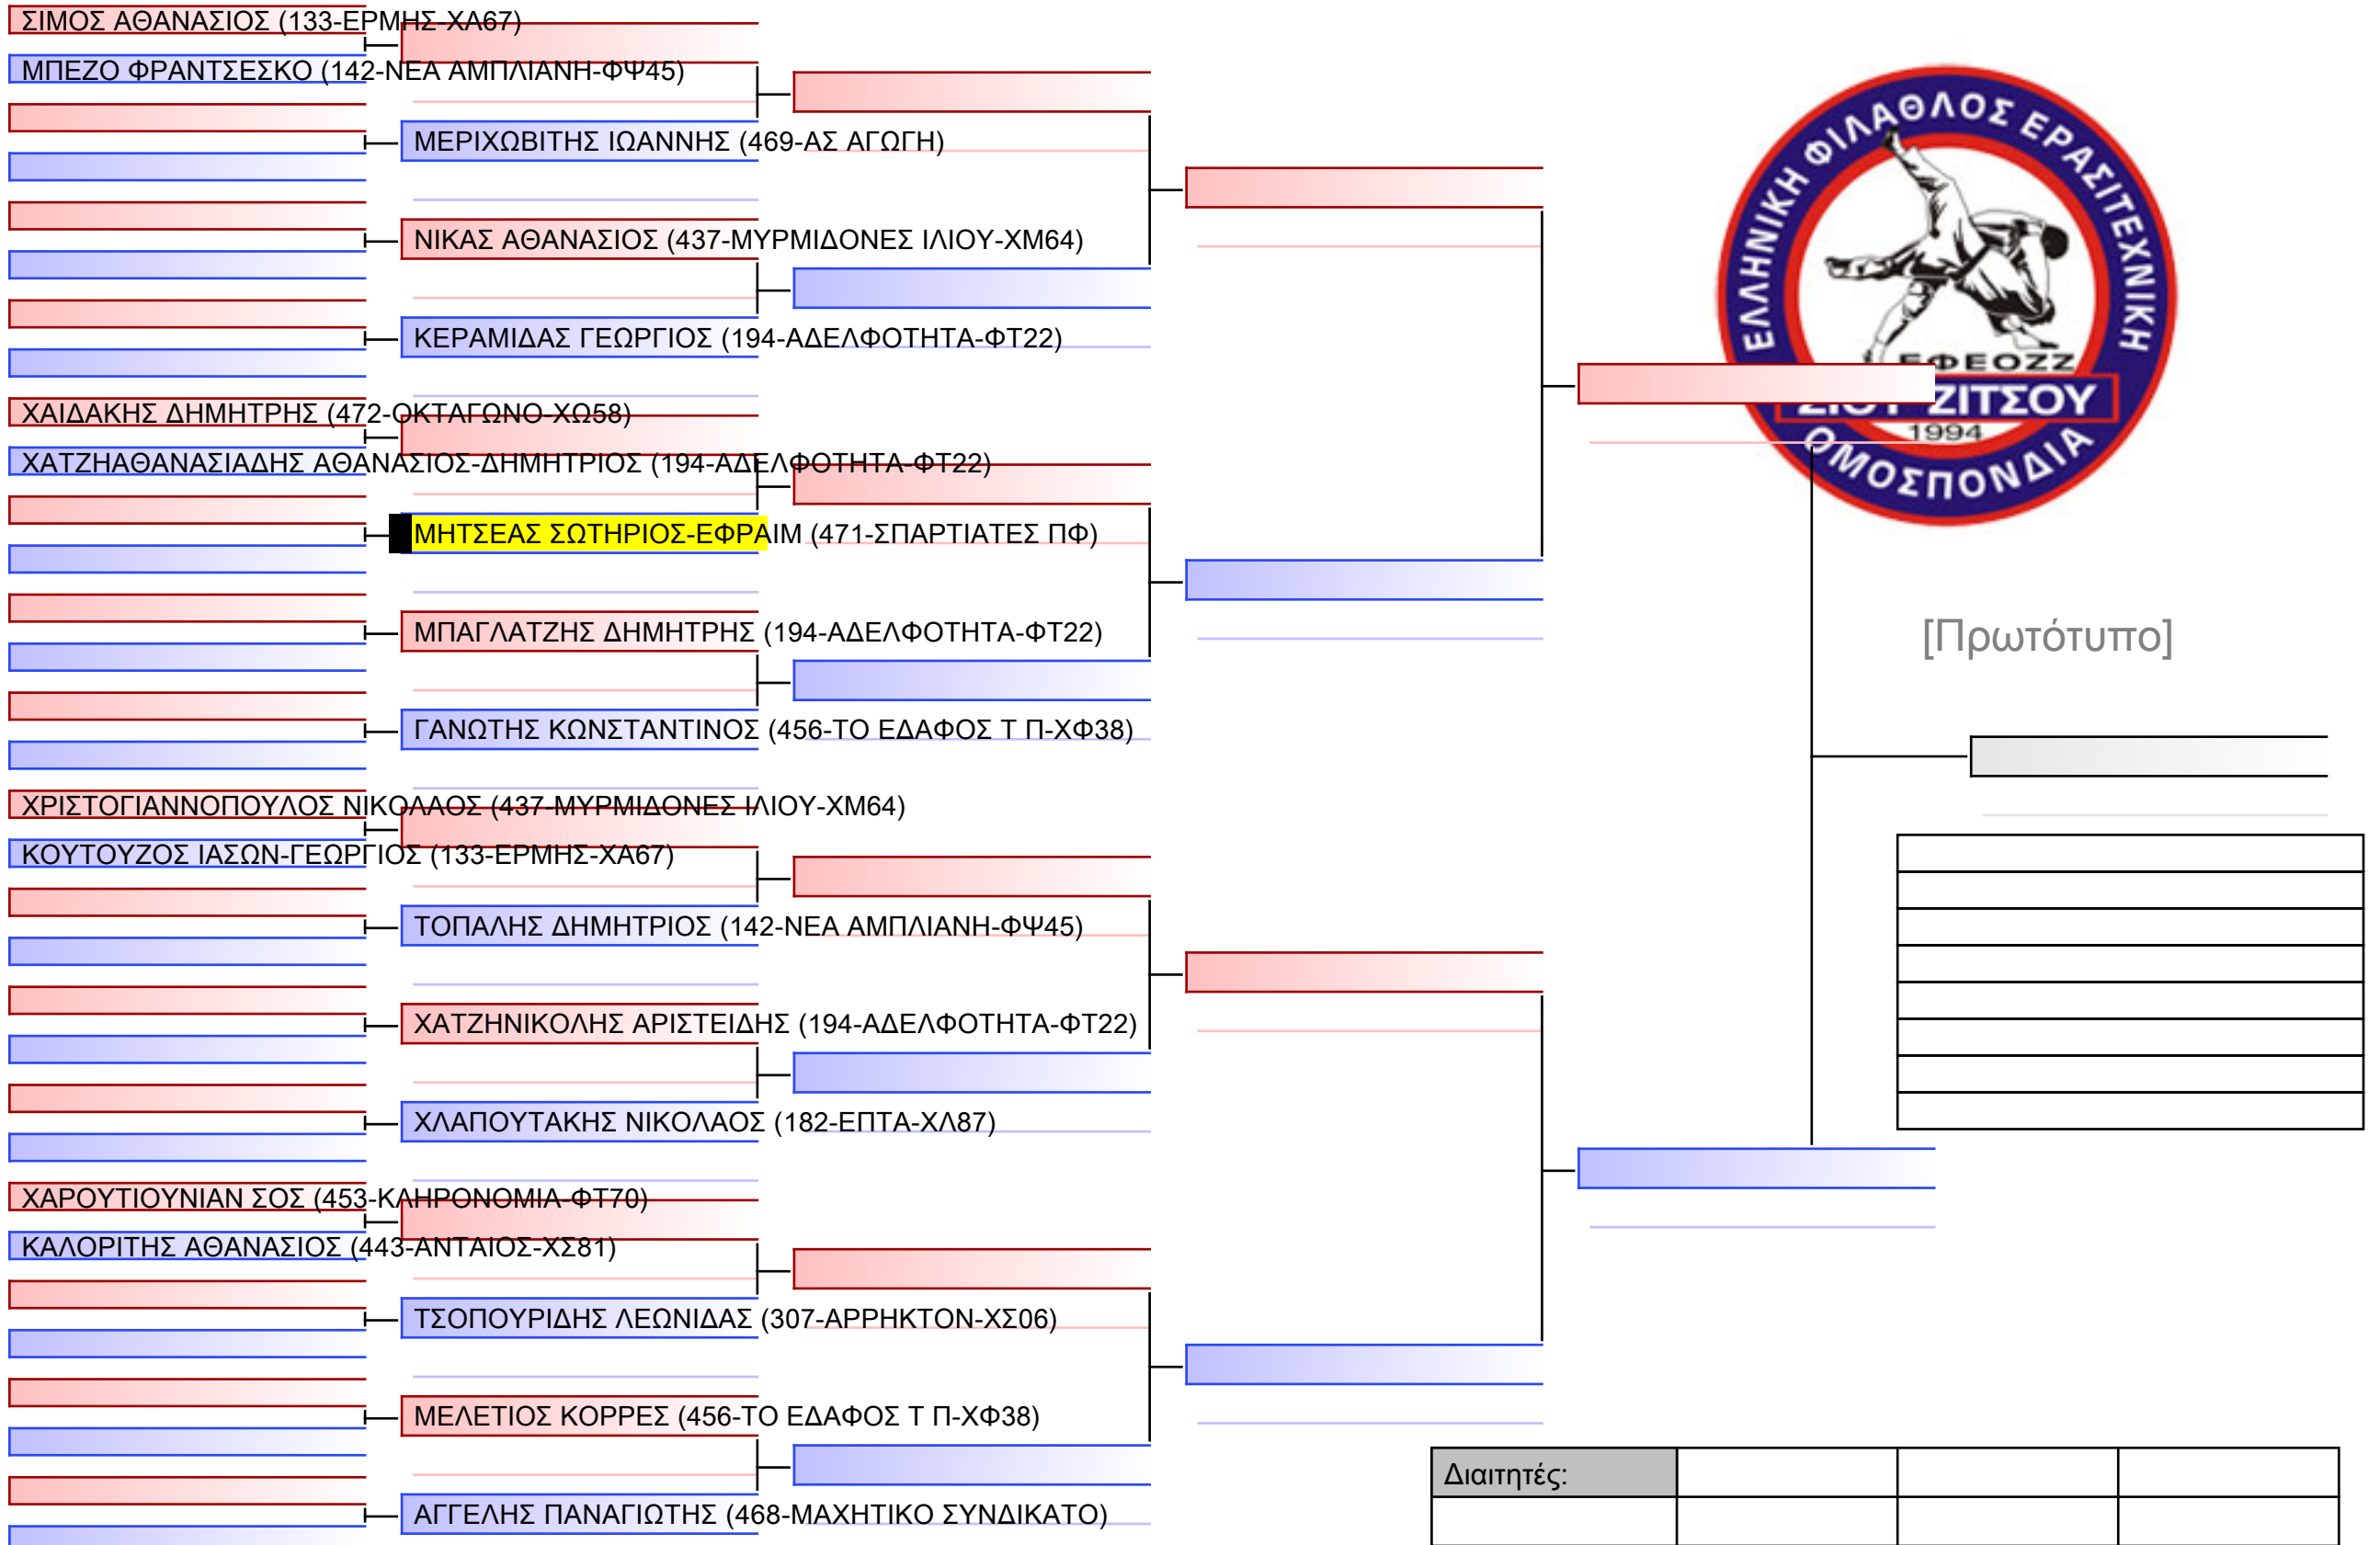 ΣΙΜΟΣ ΑΘΑΝΑΣΙΟΣ (133-ΕΡΜΗΣ-ΧΑ67)
ΜΠΕΖΟ ΦΡΑΝΤΣΕΣΚΟ (142-ΝΕΑ ΑΜΠΛΙΑΝΗ-ΦΨ45)
ΜΕΡΙΧΩΒΙΤΗΣ ΙΩΑΝΝΗΣ (469-ΑΣ ΑΓΩΓΗ)
ΝΙΚΑΣ ΑΘΑΝΑΣΙΟΣ (437-ΜΥΡΜΙΔΟΝΕΣ ΙΛΙΟΥ-ΧΜ64)
ΚΕΡΑΜΙΔΑΣ ΓΕΩΡΓΙΟΣ (194-ΑΔΕΛΦΟΤΗΤΑ-ΦΤ22)
ΧΑΙΔΑΚΗΣ ΔΗΜΗΤΡΗΣ (472-ΟΚΤΑΓΩΝΟ-ΧΩ58)
ΧΑΤΖΗΑΘΑΝΑΣΙΑΔΗΣ ΑΘΑΝΑΣΙΟΣ-ΔΗΜΗΤΡΙΟΣ (194-ΑΔΕΛΦΟΤΗΤΑ-ΦΤ22)
ΜΗΤΣΕΑΣ ΣΩΤΗΡΙΟΣ-ΕΦΡΑΙΜ (471-ΣΠΑΡΤΙΑΤΕΣ ΠΦ)
ΜΠΑΓΛΑΤΖΗΣ ΔΗΜΗΤΡΗΣ (194-ΑΔΕΛΦΟΤΗΤΑ-ΦΤ22)
ΓΑΝΩΤΗΣ ΚΩΝΣΤΑΝΤΙΝΟΣ (456-ΤΟ ΕΔΑΦΟΣ Τ Π-ΧΦ38)
ΧΡΙΣΤΟΓΙΑΝΝΟΠΟΥΛΟΣ ΝΙΚΟΛΑΟΣ (437-ΜΥΡΜΙΔΟΝΕΣ ΙΛΙΟΥ-ΧΜ64)
ΚΟΥΤΟΥΖΟΣ ΙΑΣΩΝ-ΓΕΩΡΓΙΟΣ (133-ΕΡΜΗΣ-ΧΑ67)
ΤΟΠΑΛΗΣ ΔΗΜΗΤΡΙΟΣ (142-ΝΕΑ ΑΜΠΛΙΑΝΗ-ΦΨ45)
ΧΑΤΖΗΝΙΚΟΛΗΣ ΑΡΙΣΤΕΙΔΗΣ (194-ΑΔΕΛΦΟΤΗΤΑ-ΦΤ22)
ΧΛΑΠΟΥΤΑΚΗΣ ΝΙΚΟΛΑΟΣ (182-ΕΠΤΑ-ΧΛ87)
ΧΑΡΟΥΤΙΟΥΝΙΑΝ ΣΟΣ (453-ΚΛΗΡΟΝΟΜΙΑ-ΦΤ70)
ΚΑΛΟΡΙΤΗΣ ΑΘΑΝΑΣΙΟΣ (443-ΑΝΤΑΙΟΣ-ΧΣ81)
ΤΣΟΠΟΥΡΙΔΗΣ ΛΕΩΝΙΔΑΣ (307-ΑΡΡΗΚΤΟΝ-ΧΣ06)
ΜΕΛΕΤΙΟΣ ΚΟΡΡΕΣ (456-ΤΟ ΕΔΑΦΟΣ Τ Π-ΧΦ38)
ΑΓΓΕΛΗΣ ΠΑΝΑΓΙΩΤΗΣ (468-ΜΑΧΗΤΙΚΟ ΣΥΝΔΙΚΑΤΟ)
ΕΛΛΗΝΙΚΗ ΦΙΛΑΘΛΟΣ ΕΡΑΣΙΤΕΧΝΙΚΗ
ΕΦΕΟΖΖ
ΖΙΤΣΟΥ
1994
ΟΜΟΣΠΟΝΔΙΑ
[Πρωτότυπο]
Διαιτητές: